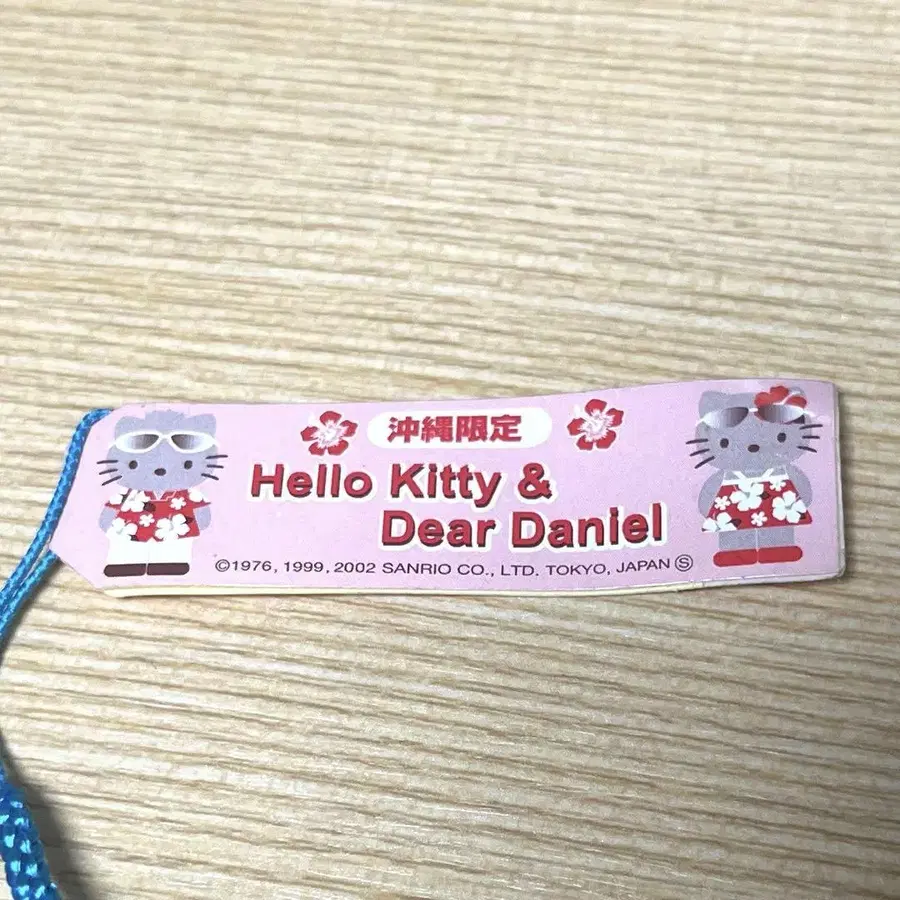 沖縄限定
Hello Kitty &
Dear Daniel
©1976, 1999, 2002 SANRIO CO., LTD. TOKYO, JAPAN Ⓢ